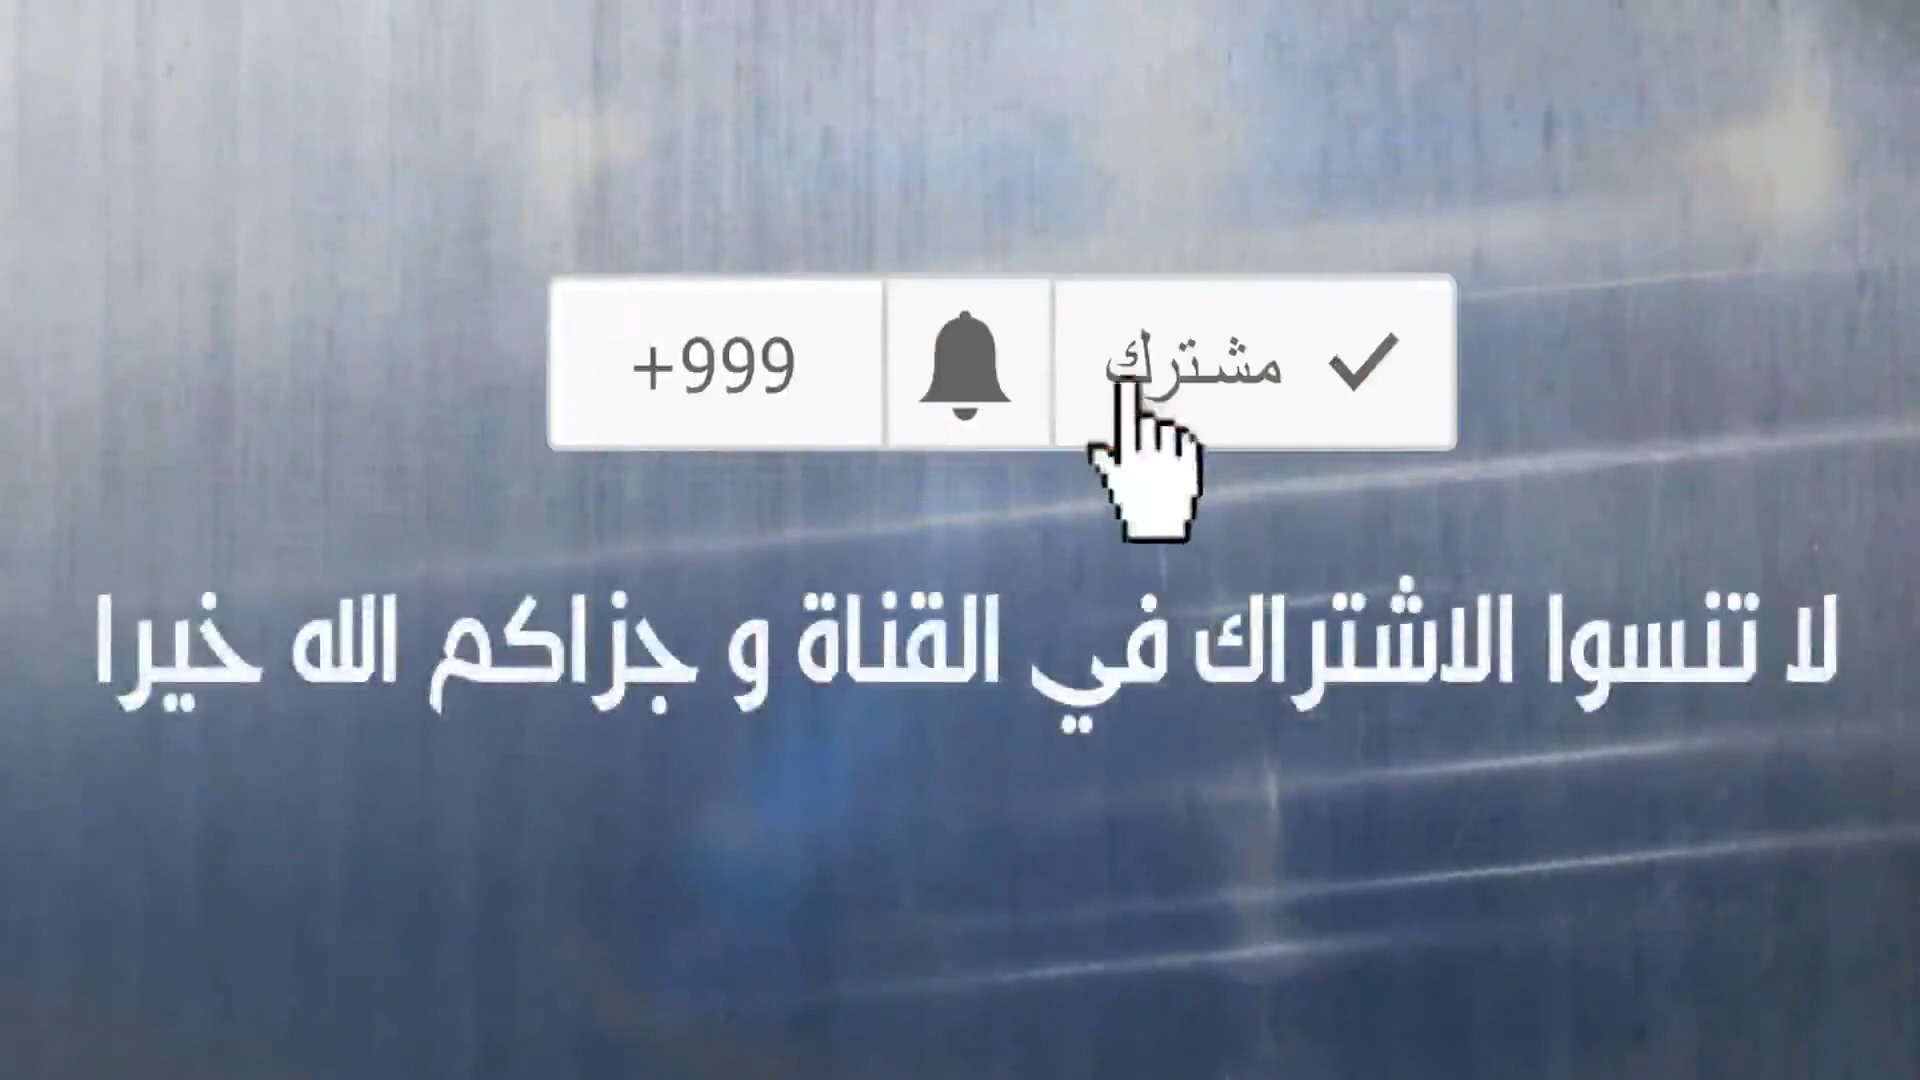 مشترك
+999
لا تنسوا الاشتراك في القناة و جزاكم الله خيرا